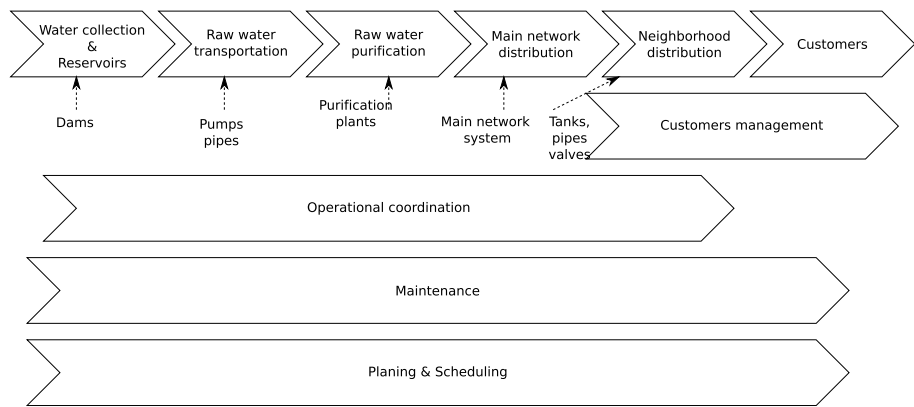 Water collection
&
Reservoirs
Raw water
transportation
Raw water
purification
Main network
distribution
Neighborhood
distribution
Customers
Dams
Pumps
pipes
Purification
plants
Main network
system
Tanks,
pipes
valves
Customers management
Operational coordination
Maintenance
Planing & Scheduling